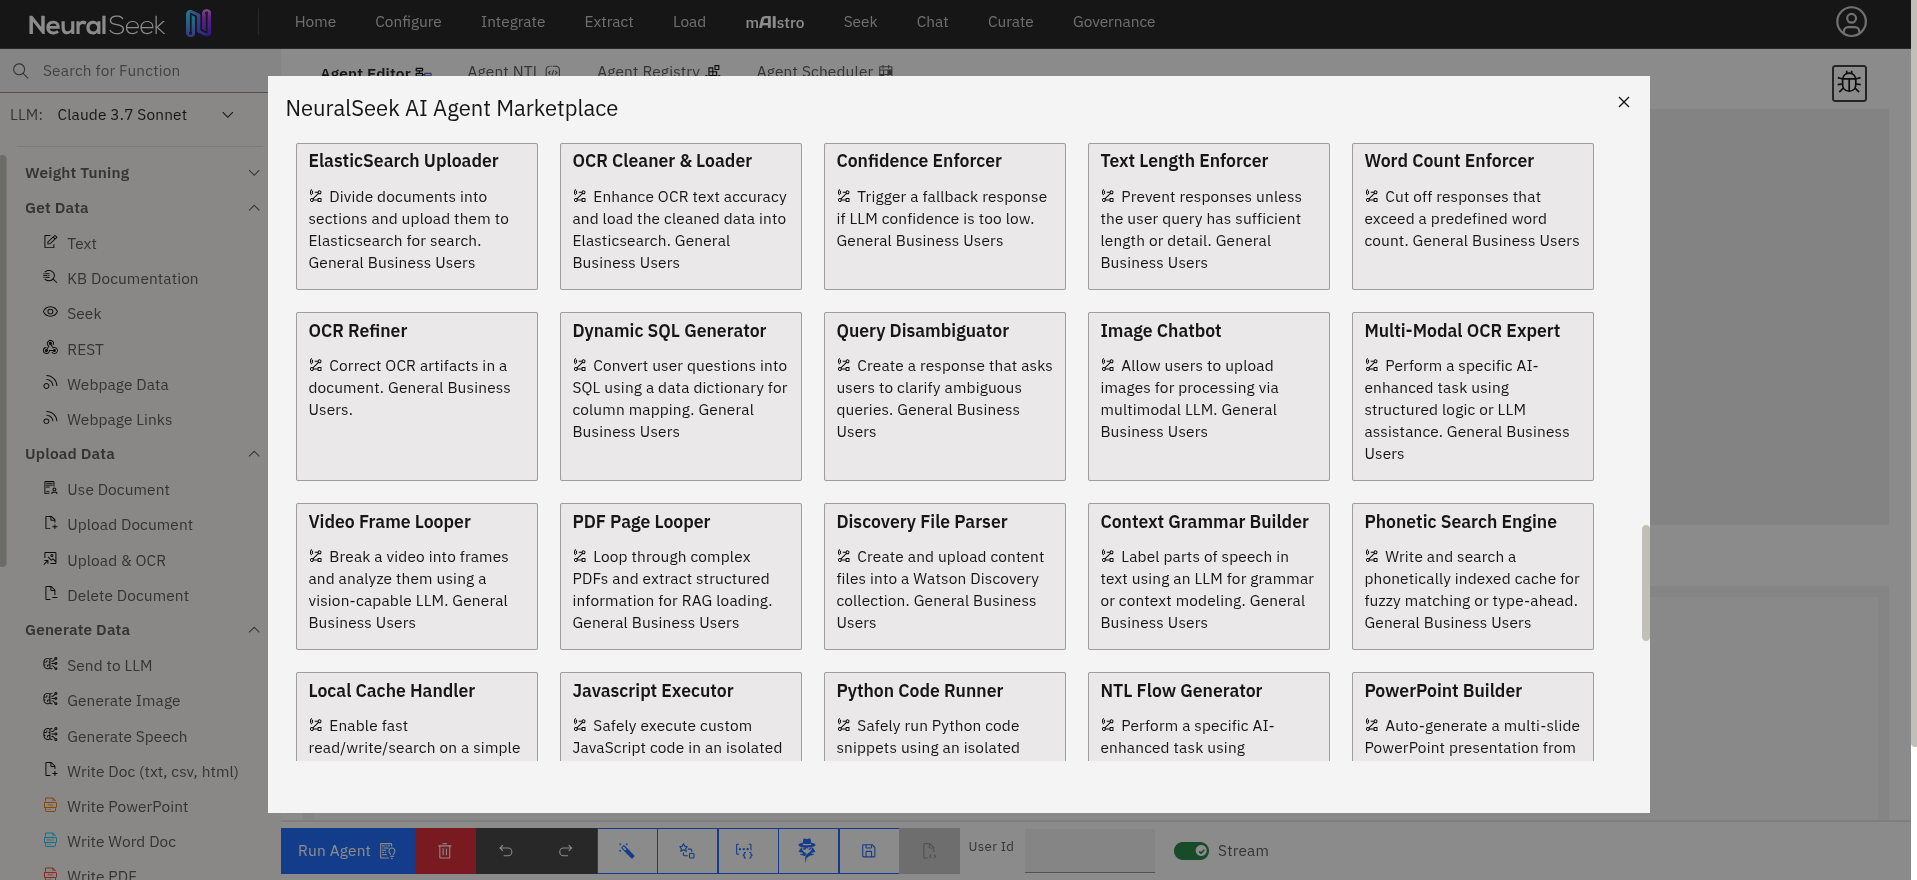 NeuralSeek
Home
Configure
Integrate
Extract
Load
mAIstro
Seek
Chat
Curate
Governance
Search for Function
Agent Editor
Agent NTL
Agent Registry
Agent Scheduler
LLM: Claude 3.7 Sonnet
Weight Tuning
Get Data
Text
KB Documentation
Seek
REST
Webpage Data
Webpage Links
Upload Data
Use Document
Upload Document
Upload & OCR
Delete Document
Generate Data
Send to LLM
Generate Image
Generate Speech
Write Doc (txt, csv, html)
Write PowerPoint
Write Word Doc
Write PDF
NeuralSeek AI Agent Marketplace
ElasticSearch Uploader
Divide documents into
sections and upload them to
Elasticsearch for search.
General Business Users
OCR Cleaner & Loader
Enhance OCR text accuracy
and load the cleaned data into
Elasticsearch. General
Business Users
Confidence Enforcer
Trigger a fallback response
if LLM confidence is too low.
General Business Users
Text Length Enforcer
Prevent responses unless
the user query has sufficient
length or detail. General
Business Users
Word Count Enforcer
Cut off responses that
exceed a predefined word
count. General Business Users
OCR Refiner
Correct OCR artifacts in a
document. General Business
Users.
Dynamic SQL Generator
Convert user questions into
SQL using a data dictionary for
column mapping. General
Business Users
Query Disambiguator
Create a response that asks
users to clarify ambiguous
queries. General Business
Users
Image Chatbot
Allow users to upload
images for processing via
multimodal LLM. General
Business Users
Multi-Modal OCR Expert
Perform a specific AI-
enhanced task using
structured logic or LLM
assistance. General Business
Users
Video Frame Looper
Break a video into frames
and analyze them using a
vision-capable LLM. General
Business Users
PDF Page Looper
Loop through complex
PDFs and extract structured
information for RAG loading.
General Business Users
Discovery File Parser
Create and upload content
files into a Watson Discovery
collection. General Business
Users
Context Grammar Builder
Label parts of speech in
text using an LLM for grammar
or context modeling. General
Business Users
Phonetic Search Engine
Write and search a
phonetically indexed cache for
fuzzy matching or type-ahead.
General Business Users
Local Cache Handler
Enable fast
read/write/search on a simple
Javascript Executor
Safely execute custom
JavaScript code in an isolated
Python Code Runner
Safely run Python code
snippets using an isolated
NTL Flow Generator
Perform a specific AI-
enhanced task using
PowerPoint Builder
Auto-generate a multi-slide
PowerPoint presentation from
Run Agent
User Id
Stream